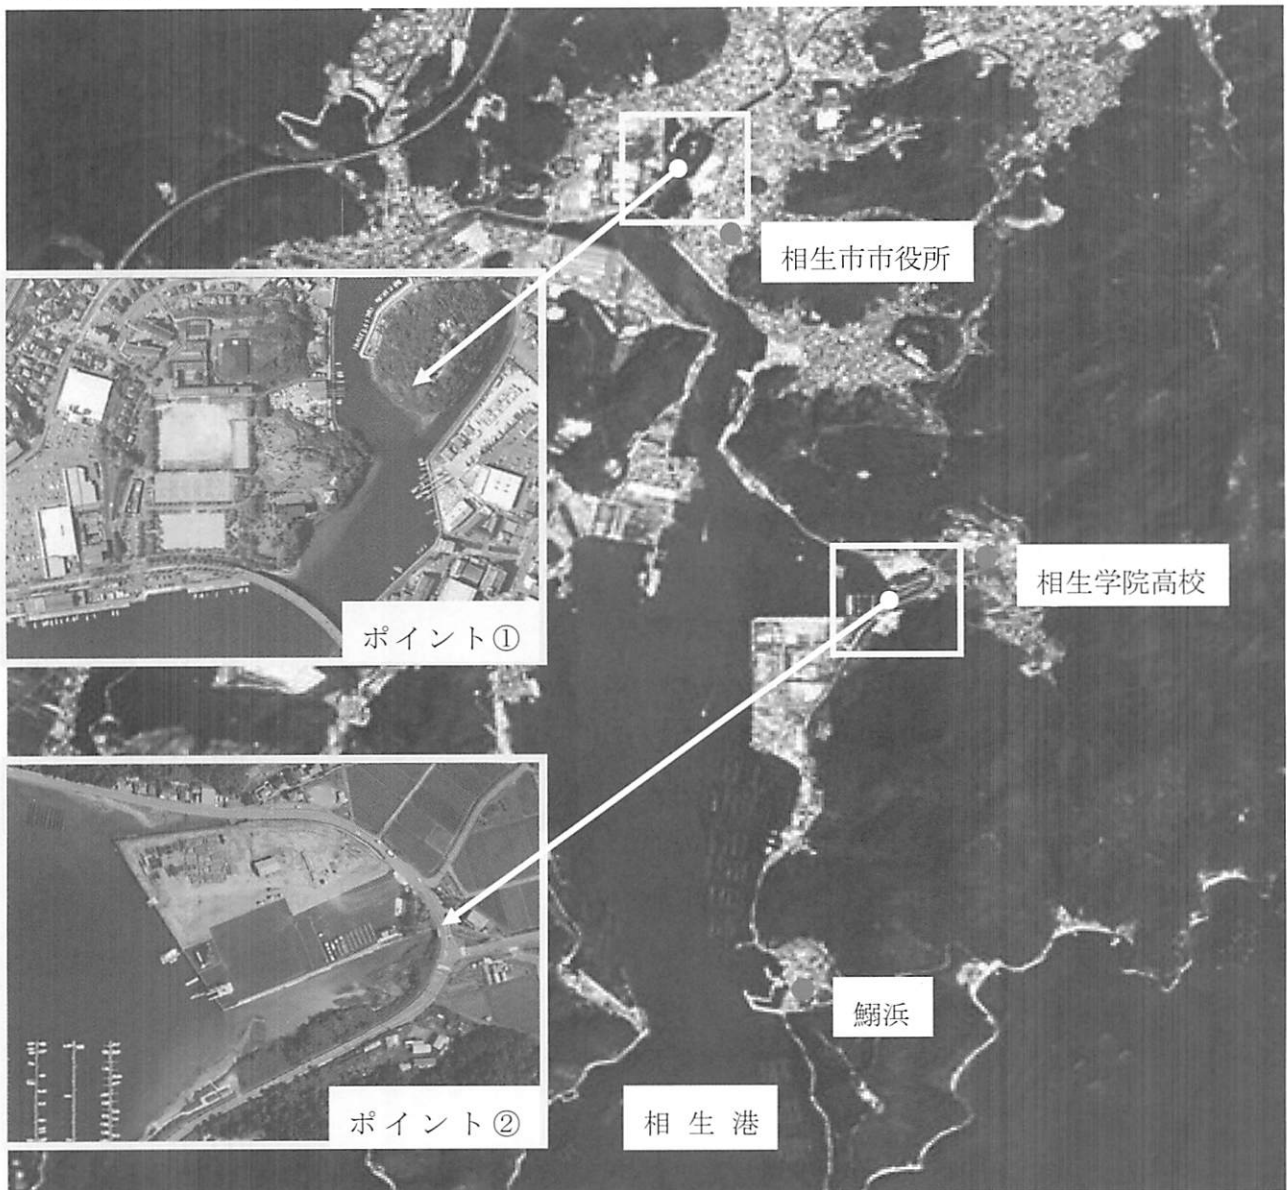 相生市市役所
ポイント①
相生学院高校
鰯浜
ポイント②
相生港